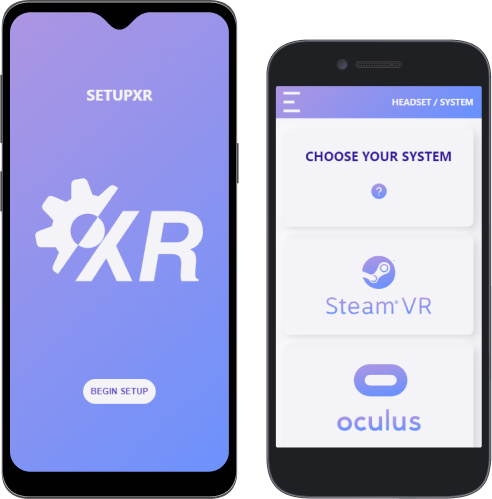 SETUPXR
XR
BEGIN SETUP
HEADSET / SYSTEM
CHOOSE YOUR SYSTEM
?
Steam®VR
oculus